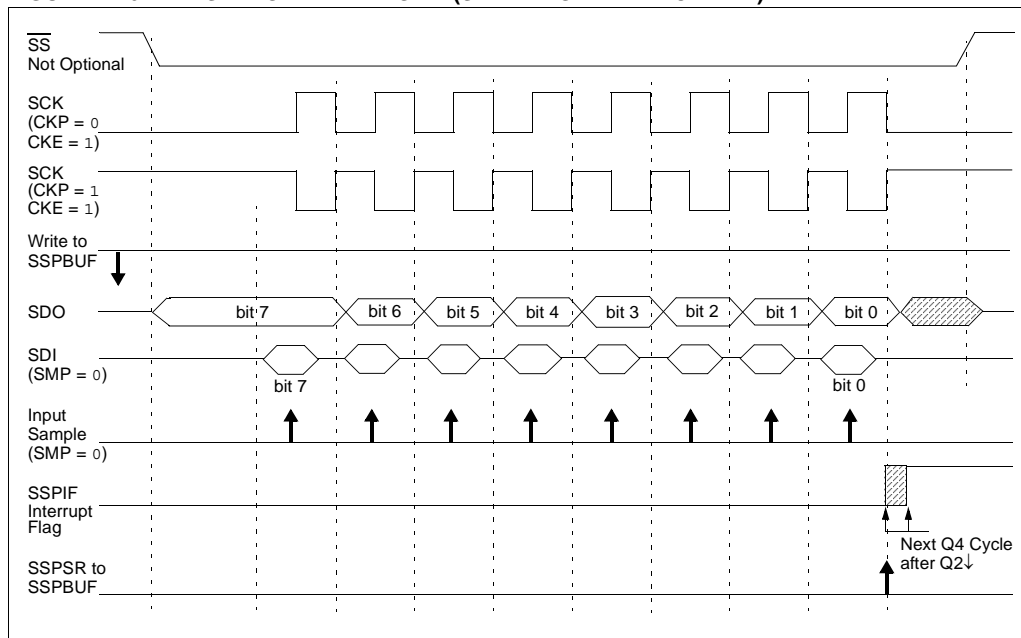 SS
Not Optional
SCK
(CKP = 0
CKE = 1)
SCK
(CKP = 1
CKE = 1)
Write to
SSPBUF
SDO
bit 7
bit 6
bit 5
bit 4
bit 3
bit 2
bit 1
bit 0
SDI
(SMP = 0)
bit 7
bit 0
Input
Sample
(SMP = 0)
SSPIF
Interrupt
Flag
Next Q4 Cycle
after Q2↓
SSPSR to
SSPBUF